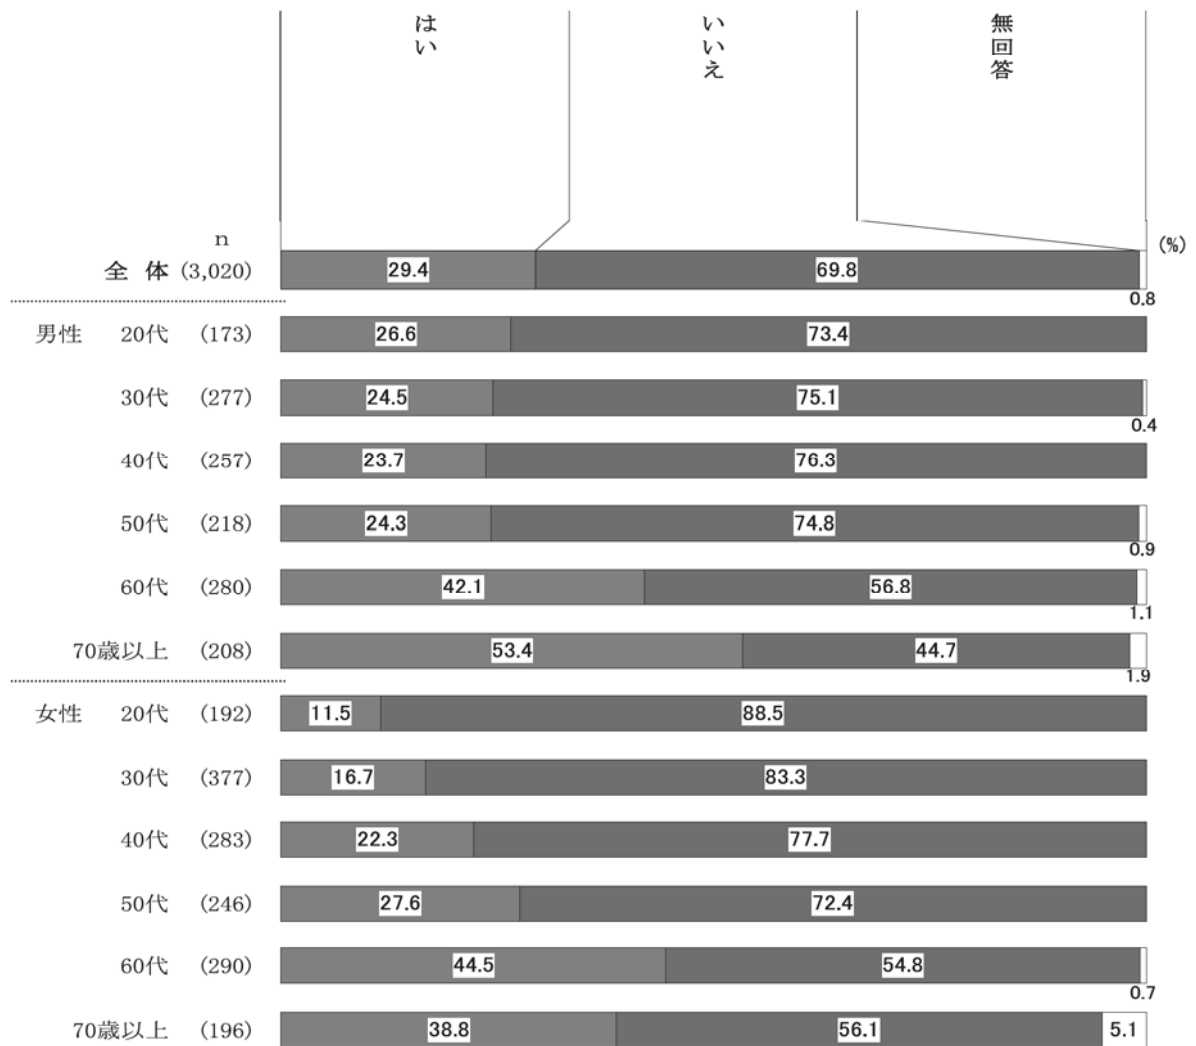 はい
いいえ
無回答
n
(%)
全 体 (3,020) 29.4 69.8 0.8
男性 20代 (173) 26.6 73.4
30代 (277) 24.5 75.1 0.4
40代 (257) 23.7 76.3
50代 (218) 24.3 74.8 0.9
60代 (280) 42.1 56.8 1.1
70歳以上 (208) 53.4 44.7 1.9
女性 20代 (192) 11.5 88.5
30代 (377) 16.7 83.3
40代 (283) 22.3 77.7
50代 (246) 27.6 72.4
60代 (290) 44.5 54.8 0.7
70歳以上 (196) 38.8 56.1 5.1